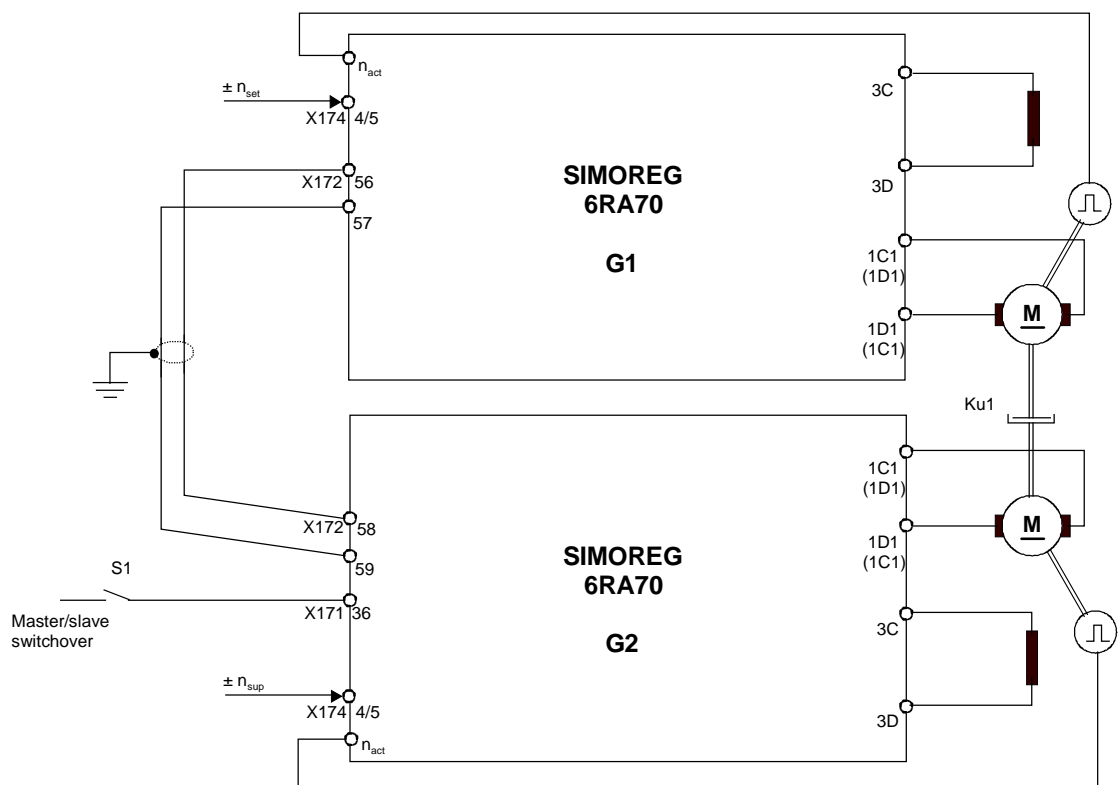 n_act
± n_set
X174 4/5
3C
X172 56
57
3D
SIMOREG
6RA70
G1
1C1
(1D1)
1D1
(1C1)
M
Ku1
1C1
(1D1)
1D1
(1C1)
M
X172 58
59
S1
X171 36
Master/slave
switchover
SIMOREG
6RA70
G2
3C
± n_sup
X174 4/5
3D
n_act